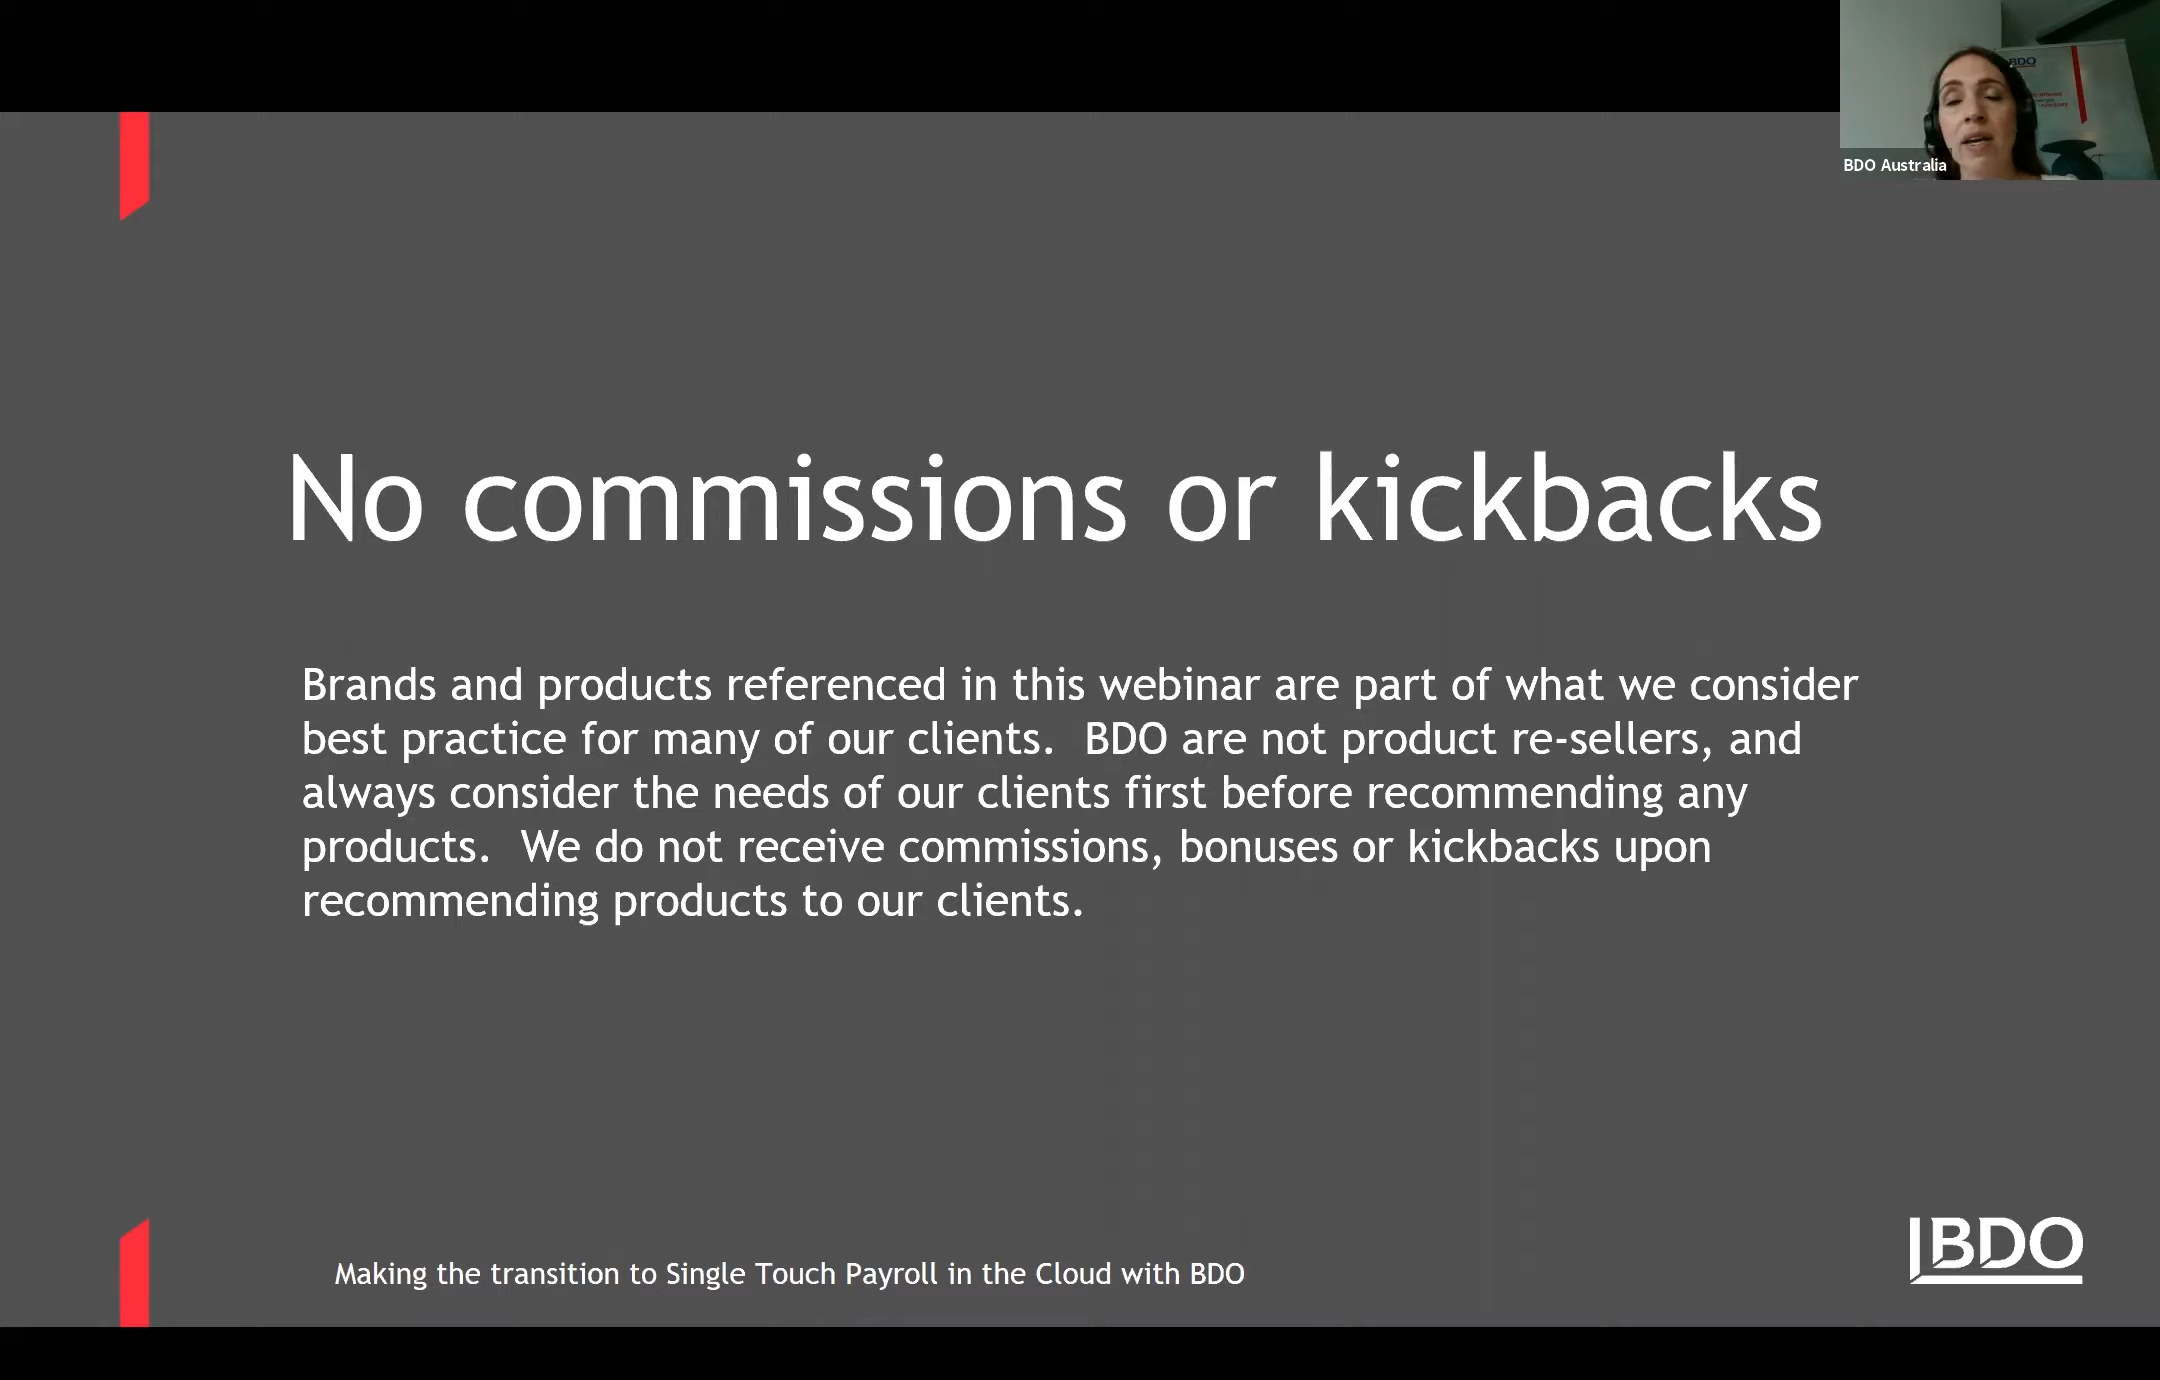 BDO
BDO Australia
No commissions or kickbacks
Brands and products referenced in this webinar are part of what we consider
best practice for many of our clients.  BDO are not product re-sellers, and
always consider the needs of our clients first before recommending any
products.  We do not receive commissions, bonuses or kickbacks upon
recommending products to our clients.
Making the transition to Single Touch Payroll in the Cloud with BDO
BDO